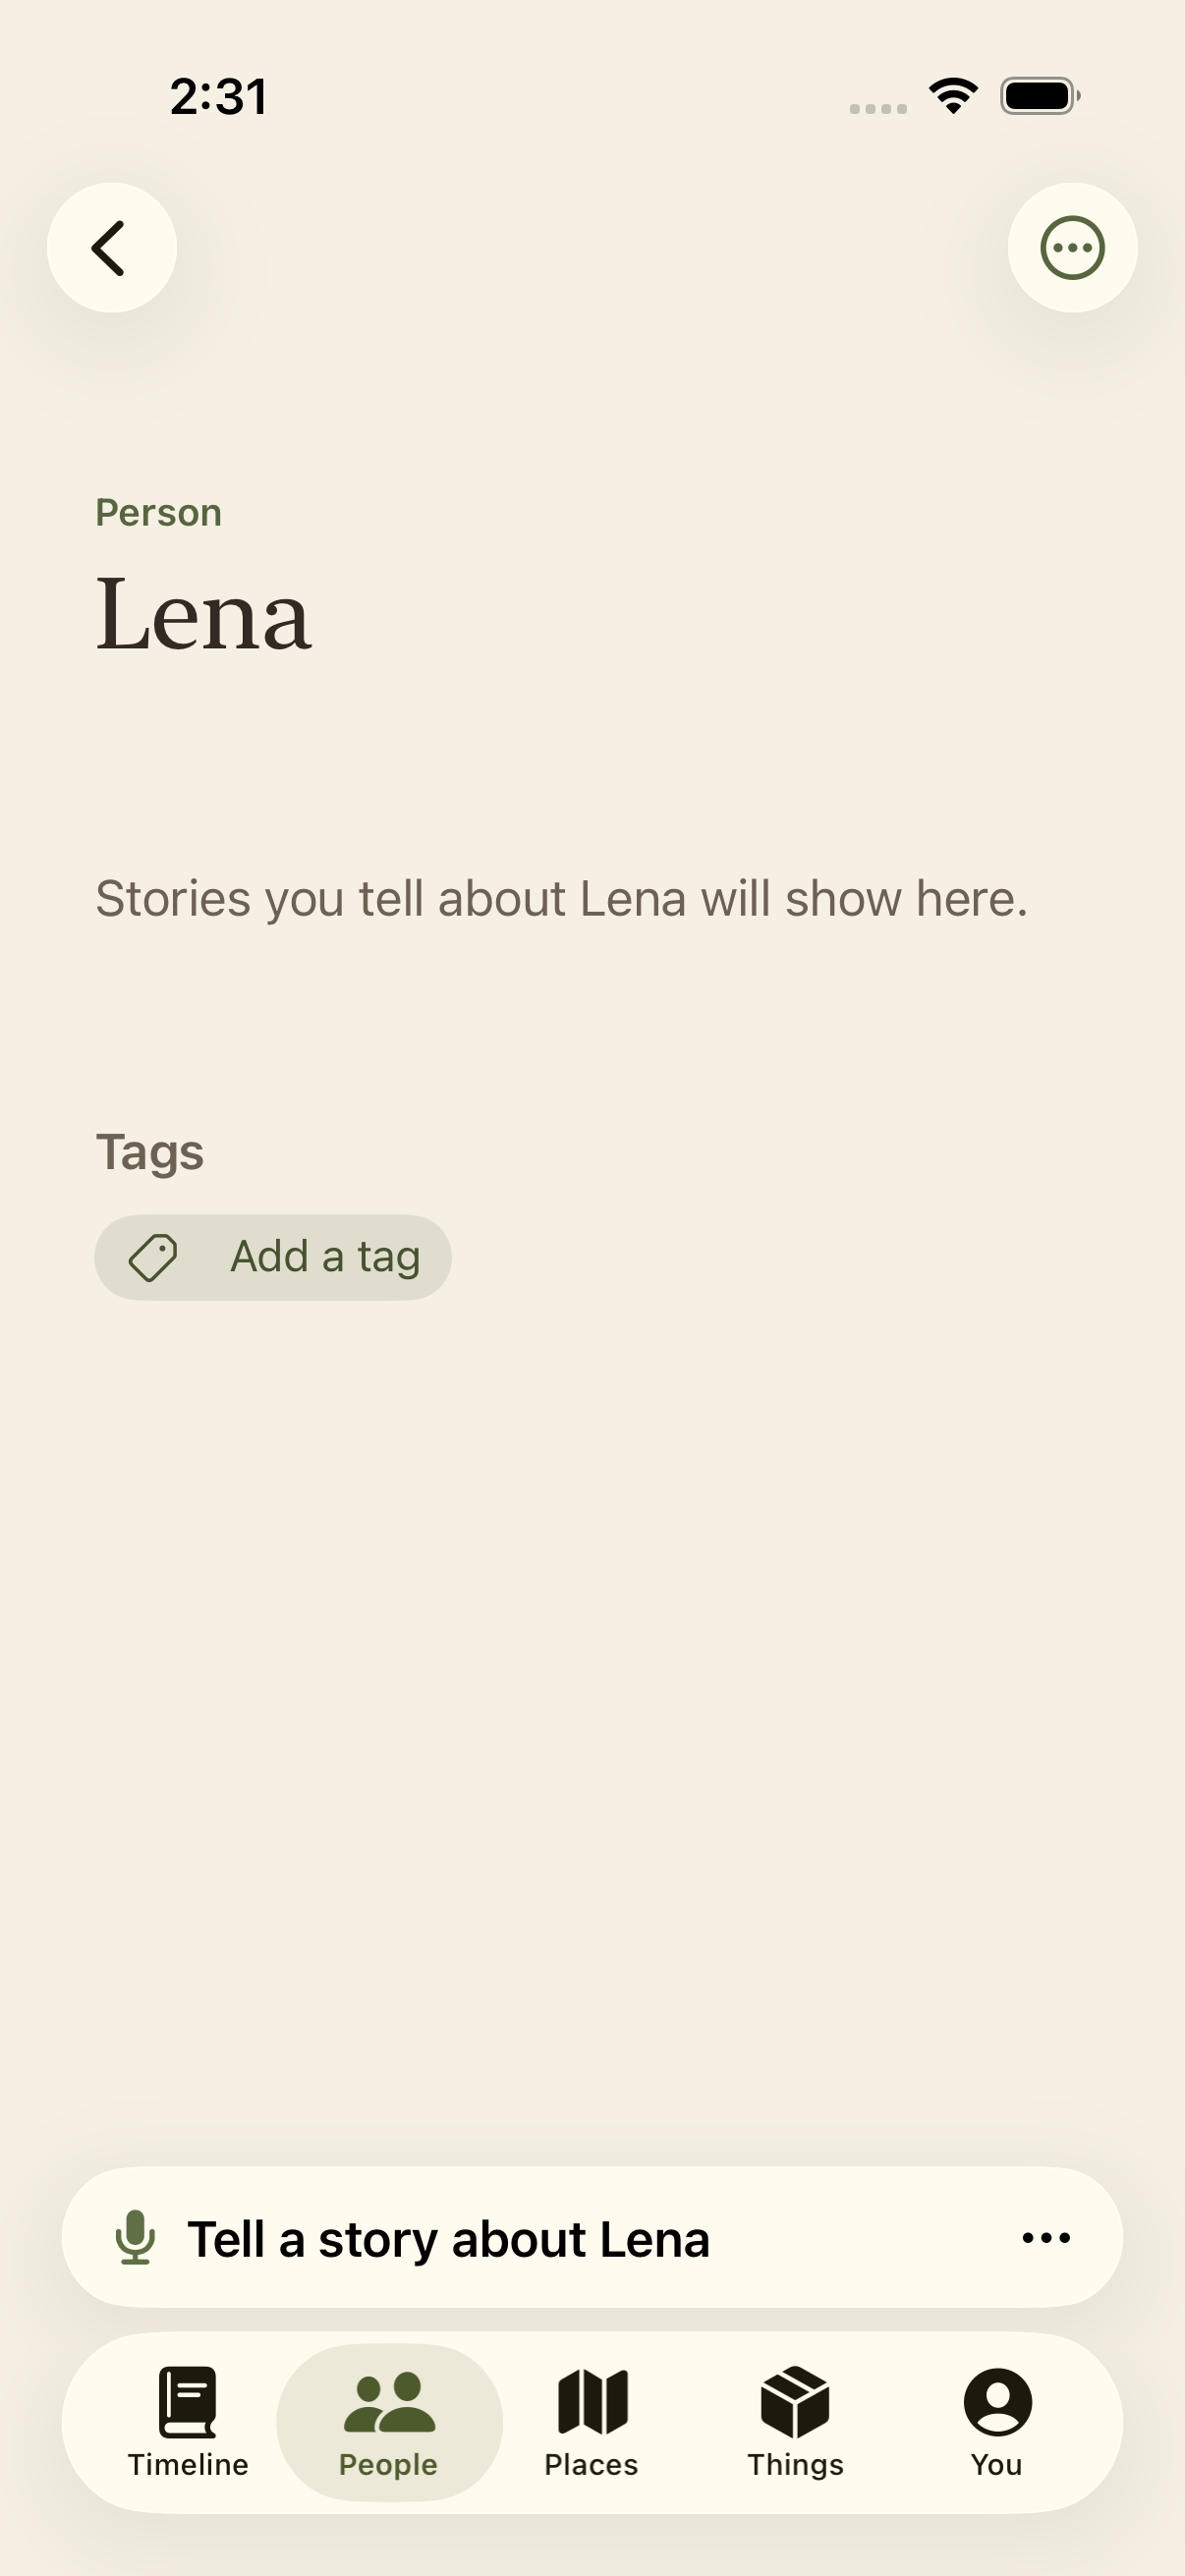 2:31
Person
Lena
Stories you tell about Lena will show here.
Tags
Add a tag
Tell a story about Lena
Timeline
People
Places
Things
You